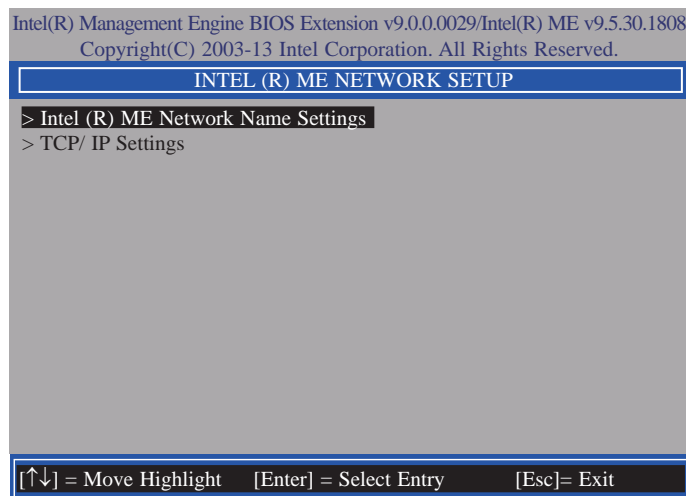 Intel(R) Management Engine BIOS Extension v9.0.0.0029/Intel(R) ME v9.5.30.1808
Copyright(C) 2003-13 Intel Corporation. All Rights Reserved.
INTEL (R) ME NETWORK SETUP
> Intel (R) ME Network Name Settings
> TCP/ IP Settings
[↑↓] = Move Highlight [Enter] = Select Entry [Esc]= Exit